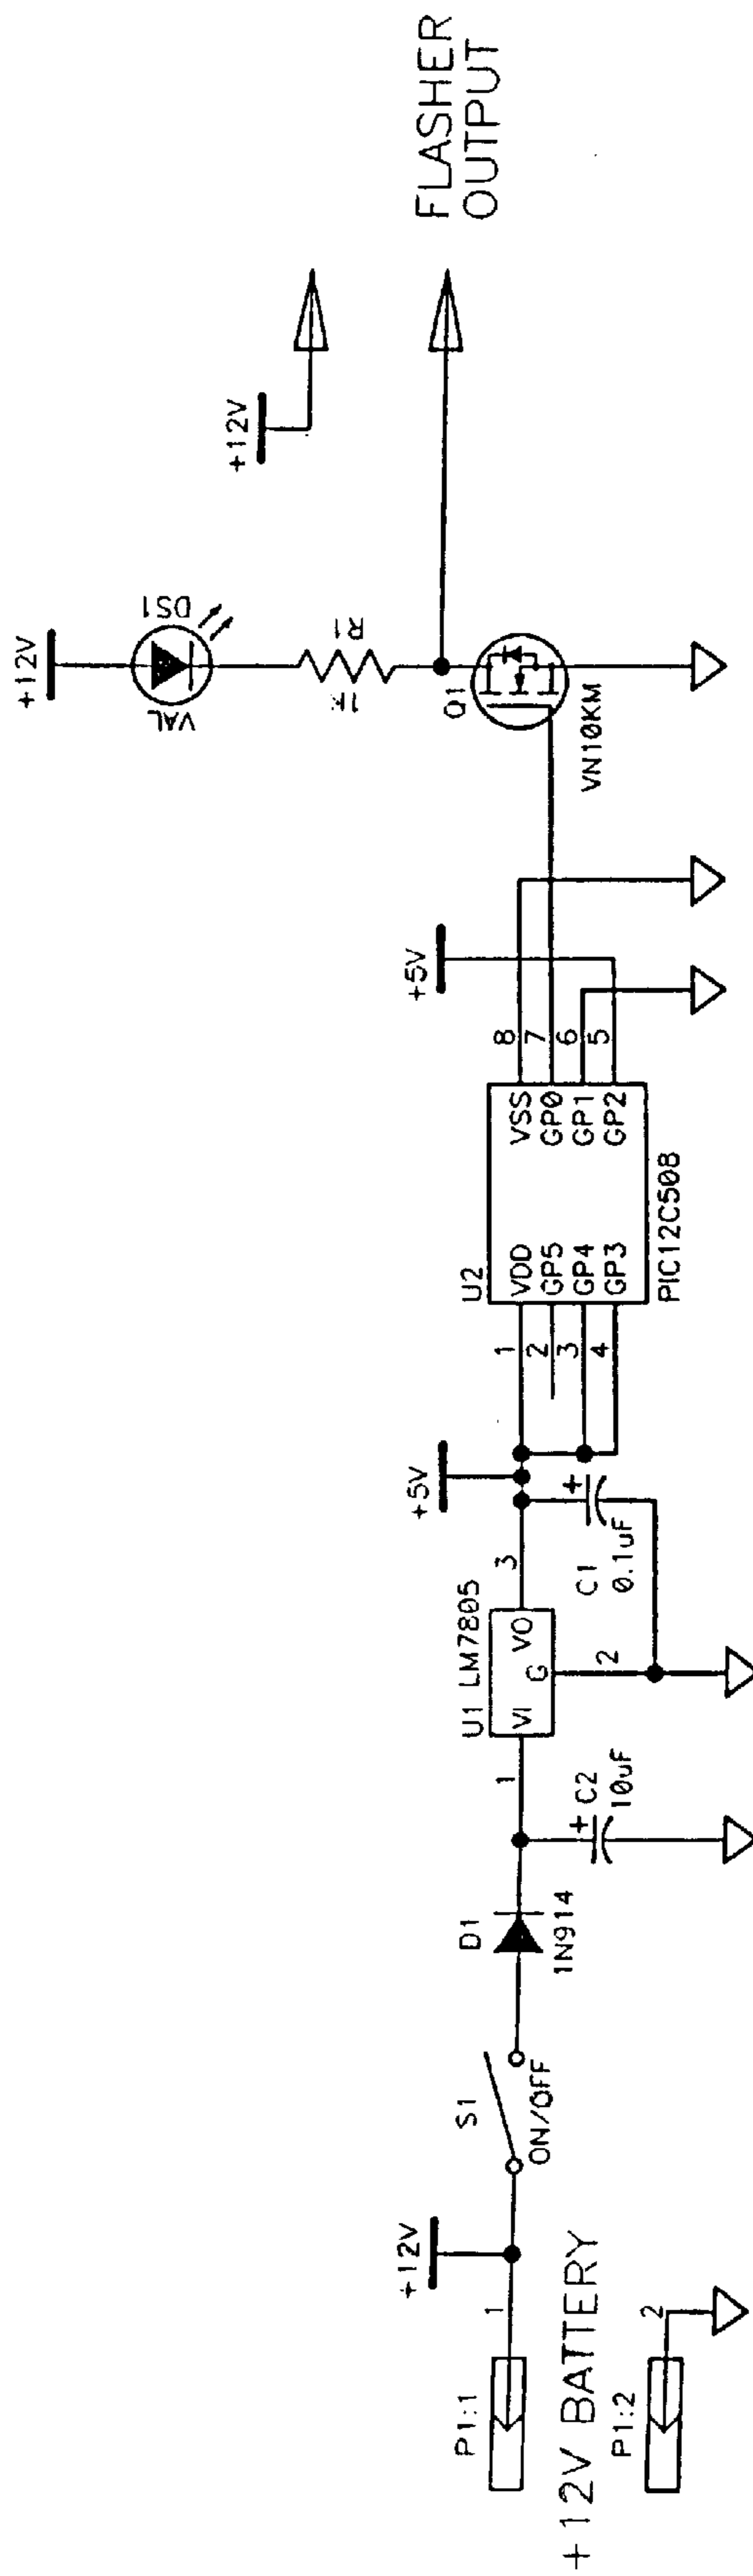 +12V BATTERY
P1:1
1
P1:2
2
+12V
S1
ON/OFF
D1
1N914
+
C2
10uF
1
U1 LM7805
VI
VO
G
2
3
+
C1
0.1uF
+5V
U2
1
2
3
4
VDD
GP5
GP4
GP3
VSS
GP0
GP1
GP2
8
7
6
5
PIC12C508
+5V
Q1
VN10KM
1K
R1
VAL
DS1
+12V
+12V
FLASHER
OUTPUT